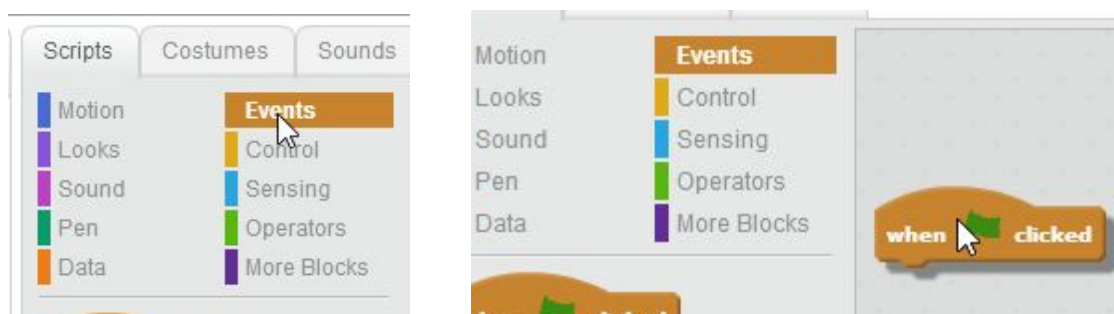 Scripts Costumes Sounds
Motion Events
Looks Control
Sound Sensing
Pen Operators
Data More Blocks
Motion Events
Looks Control
Sound Sensing
Pen Operators
Data More Blocks
when clicked